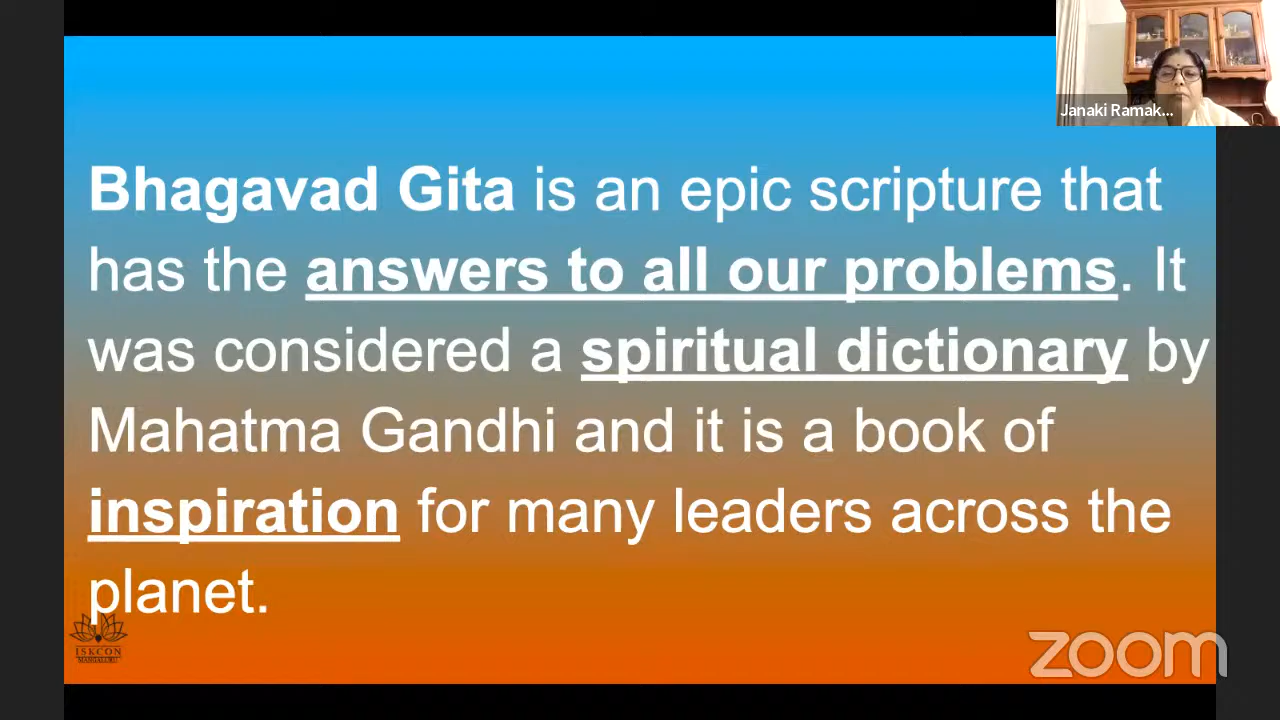 Janaki Ramak...
Bhagavad Gita is an epic scripture that
has the answers to all our problems. It
was considered a spiritual dictionary by
Mahatma Gandhi and it is a book of
inspiration for many leaders across the
planet.
ISKCON
MANGALURU
zoom